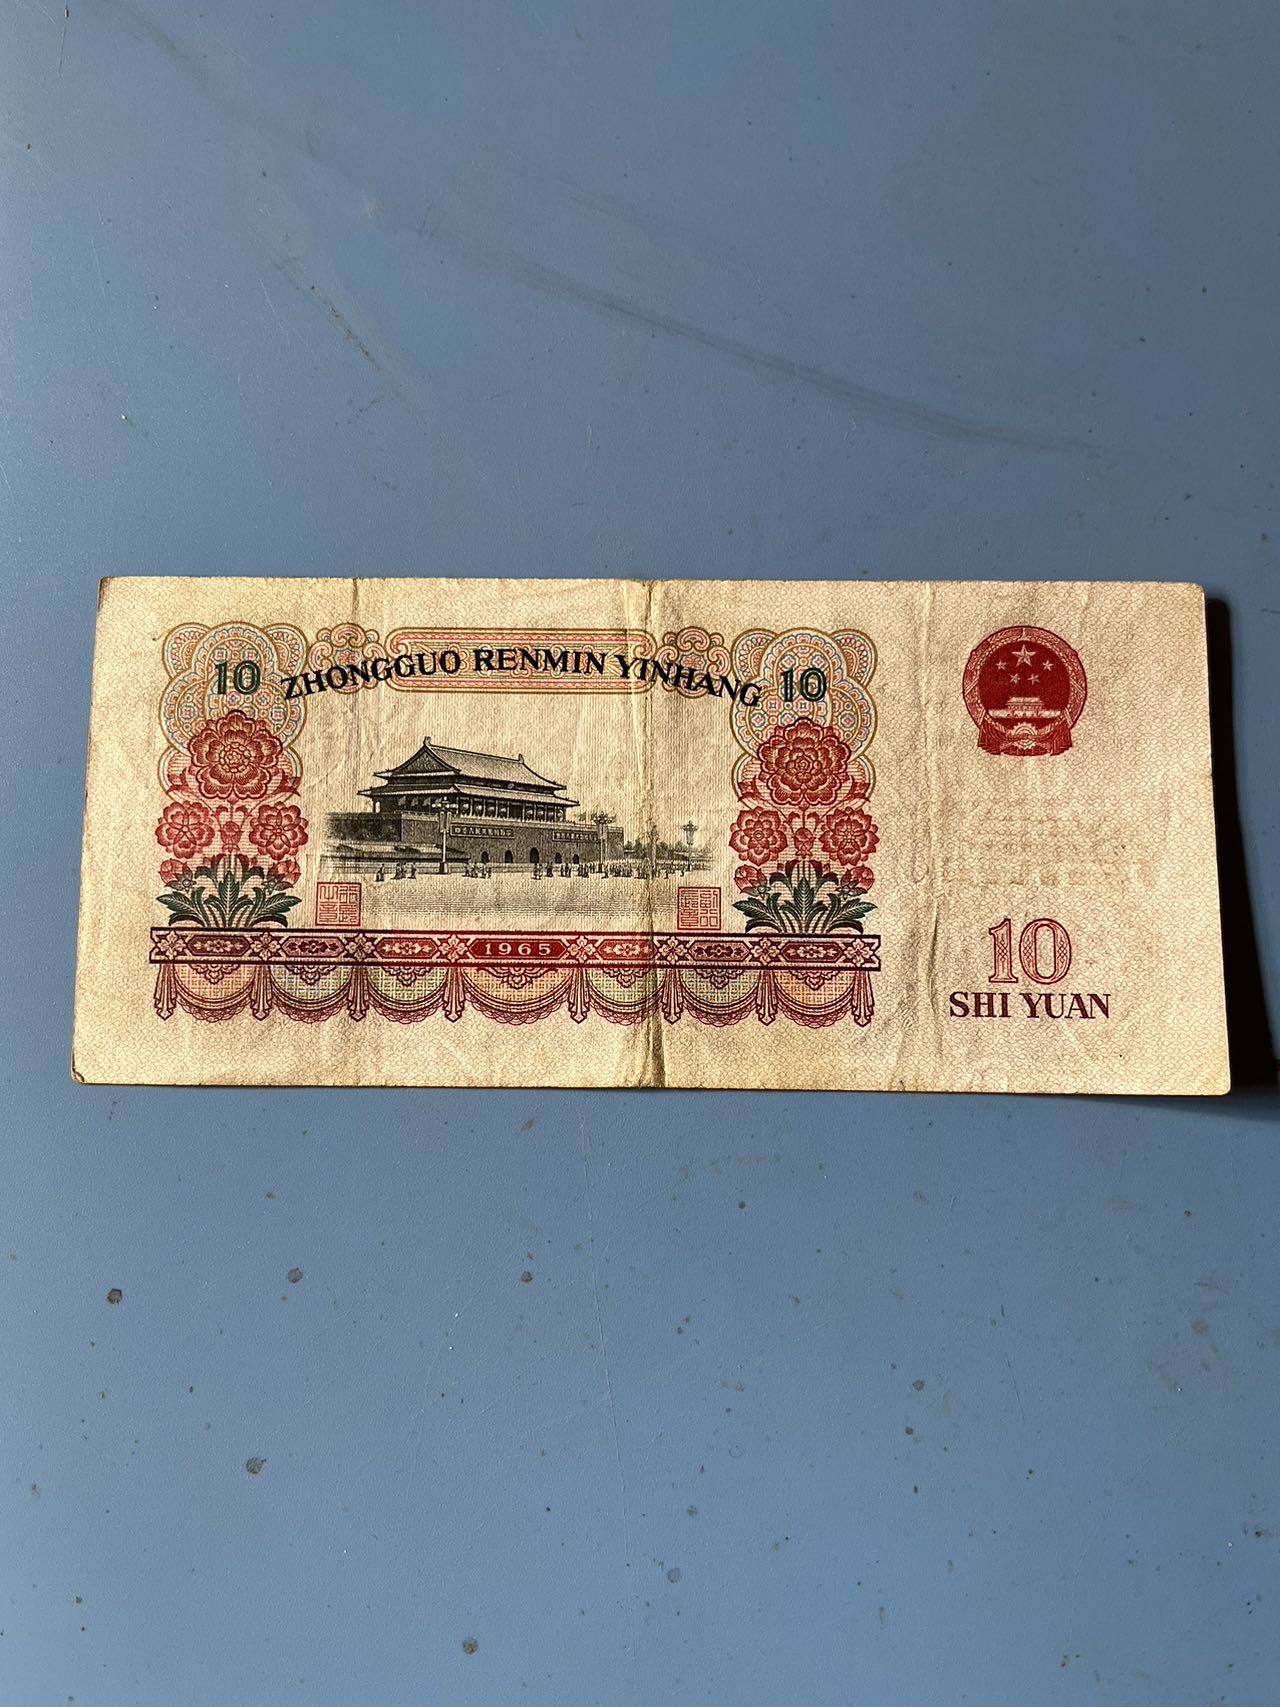 10 ZHONGGUO RENMIN YINHANG 10
1965
10
SHI YUAN